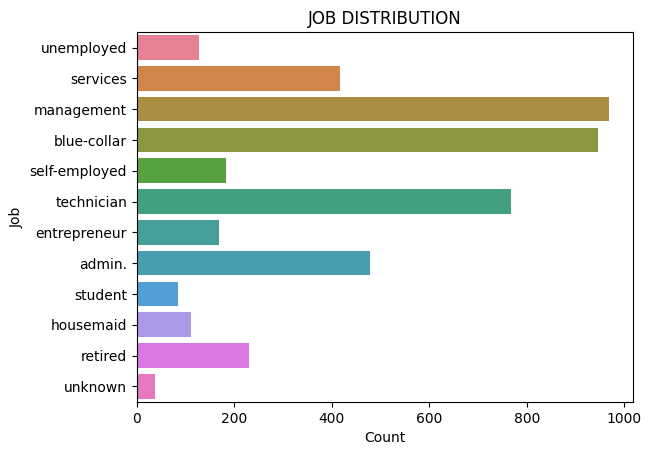 JOB DISTRIBUTION
unemployed
services
management
blue-collar
self-employed
technician
entrepreneur
admin.
student
housemaid
retired
unknown
Job
0 200 400 600 800 1000
Count